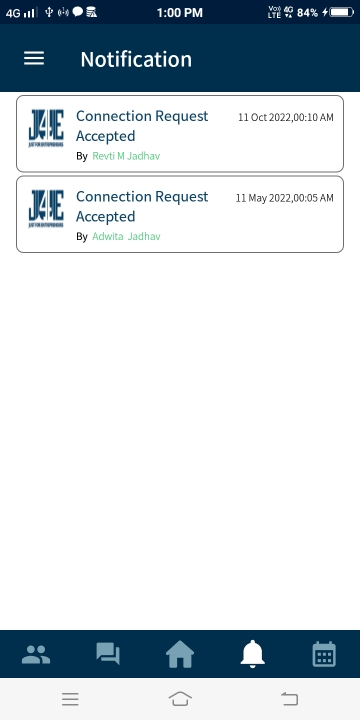 4G 1:00 PM Vo) LTE 4G 84%
Notification
Connection Request 11 Oct 2022,00:10 AM
Accepted
J4E
JUST FOR ENTREPRENEURS
By Revti M Jadhav
Connection Request 11 May 2022,00:05 AM
Accepted
J4E
JUST FOR ENTREPRENEURS
By Adwita Jadhav